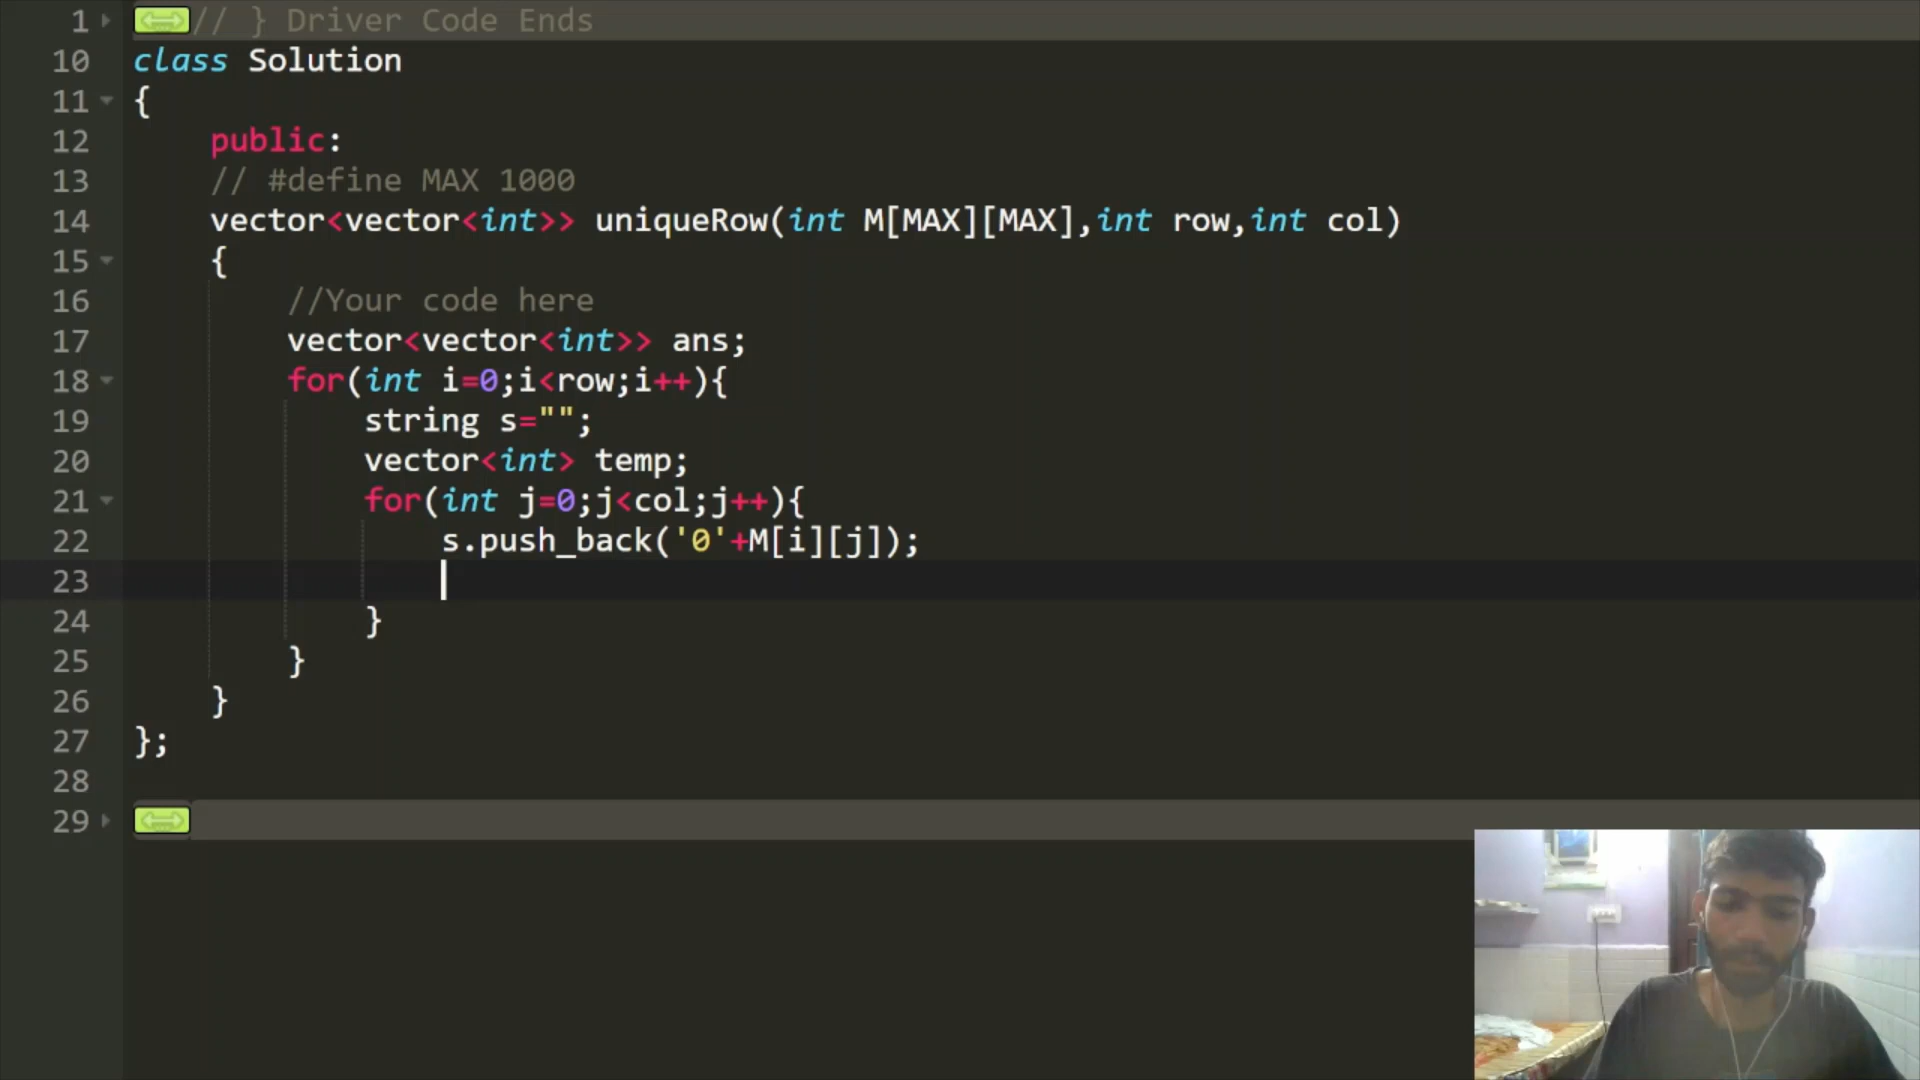 1 // } Driver Code Ends
10 class Solution
11 {
12 public:
13 // #define MAX 1000
14 vector<vector<int>> uniqueRow(int M[MAX][MAX],int row,int col)
15 {
16 //Your code here
17 vector<vector<int>> ans;
18 for(int i=0;i<row;i++){
19 string s="";
20 vector<int> temp;
21 for(int j=0;j<col;j++){
22 s.push_back('0'+M[i][j]);
23
24 }
25 }
26 }
27 };
28
29